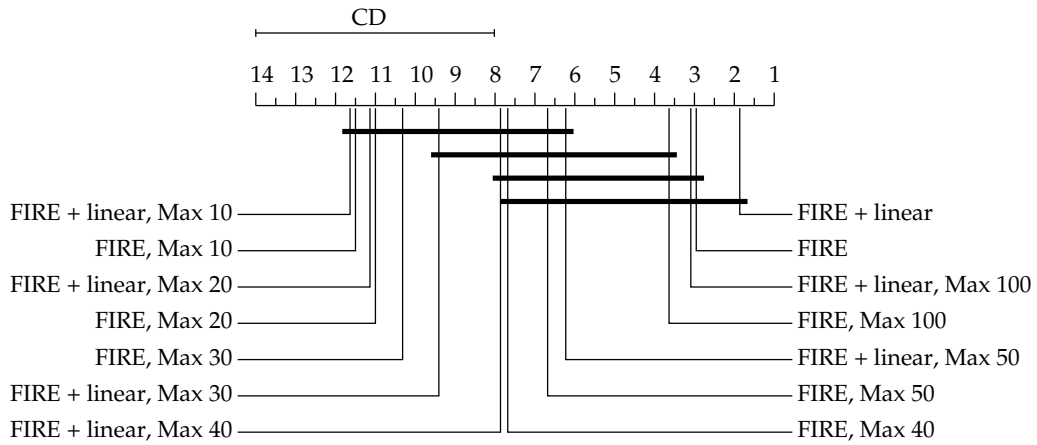 CD
14 13 12 11 10 9 8 7 6 5 4 3 2 1
FIRE + linear, Max 10
FIRE, Max 10
FIRE + linear, Max 20
FIRE, Max 20
FIRE, Max 30
FIRE + linear, Max 30
FIRE + linear, Max 40
FIRE + linear
FIRE
FIRE + linear, Max 100
FIRE, Max 100
FIRE + linear, Max 50
FIRE, Max 50
FIRE, Max 40